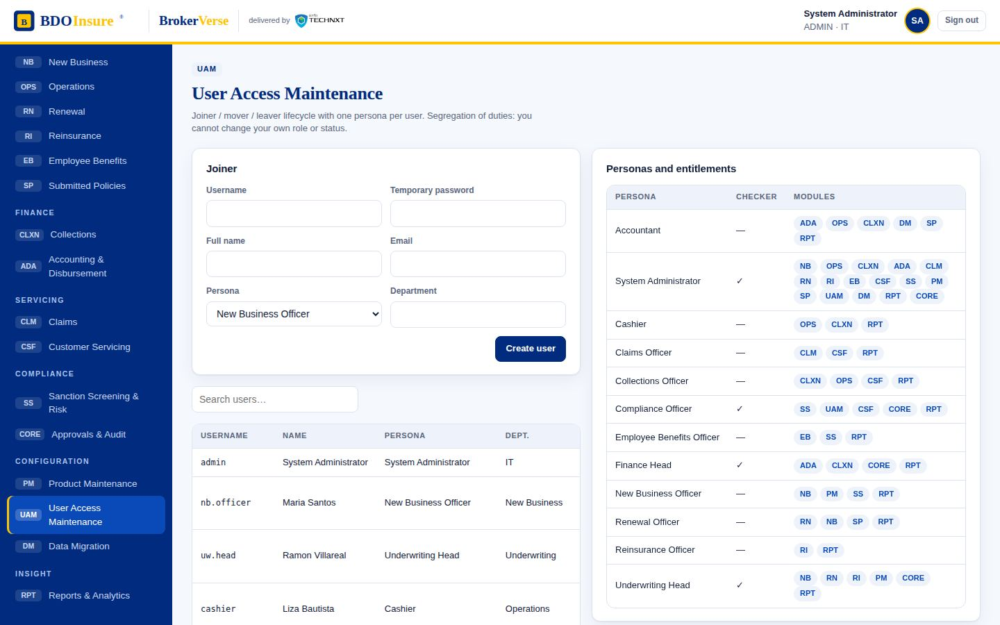 B BDOInsure ®
BrokerVerse
delivered by
TECHNXT
System Administrator
ADMIN · IT
SA
Sign out
NB New Business
OPS Operations
RN Renewal
RI Reinsurance
EB Employee Benefits
SP Submitted Policies
FINANCE
CLXN Collections
ADA Accounting &
Disbursement
SERVICING
CLM Claims
CSF Customer Servicing
COMPLIANCE
SS Sanction Screening &
Risk
CORE Approvals & Audit
CONFIGURATION
PM Product Maintenance
UAM User Access
Maintenance
DM Data Migration
INSIGHT
RPT Reports & Analytics
UAM
User Access Maintenance
Joiner / mover / leaver lifecycle with one persona per user. Segregation of duties: you
cannot change your own role or status.
Joiner
Username Temporary password
Full name Email
Persona Department
New Business Officer
Create user
Search users…
USERNAME NAME PERSONA DEPT.
admin System Administrator System Administrator IT
nb.officer Maria Santos New Business Officer New Business
uw.head Ramon Villareal Underwriting Head Underwriting
cashier Liza Bautista Cashier Operations
Personas and entitlements
PERSONA CHECKER MODULES
Accountant — ADA OPS CLXN DM SP
RPT
System Administrator ✓ NB OPS CLXN ADA CLM
RN RI EB CSF SS PM
SP UAM DM RPT CORE
Cashier — OPS CLXN RPT
Claims Officer — CLM CSF RPT
Collections Officer — CLXN OPS CSF RPT
Compliance Officer ✓ SS UAM CSF CORE RPT
Employee Benefits Officer — EB SS RPT
Finance Head ✓ ADA CLXN CORE RPT
New Business Officer — NB PM SS RPT
Renewal Officer — RN NB SP RPT
Reinsurance Officer — RI RPT
Underwriting Head ✓ NB RN RI PM CORE
RPT